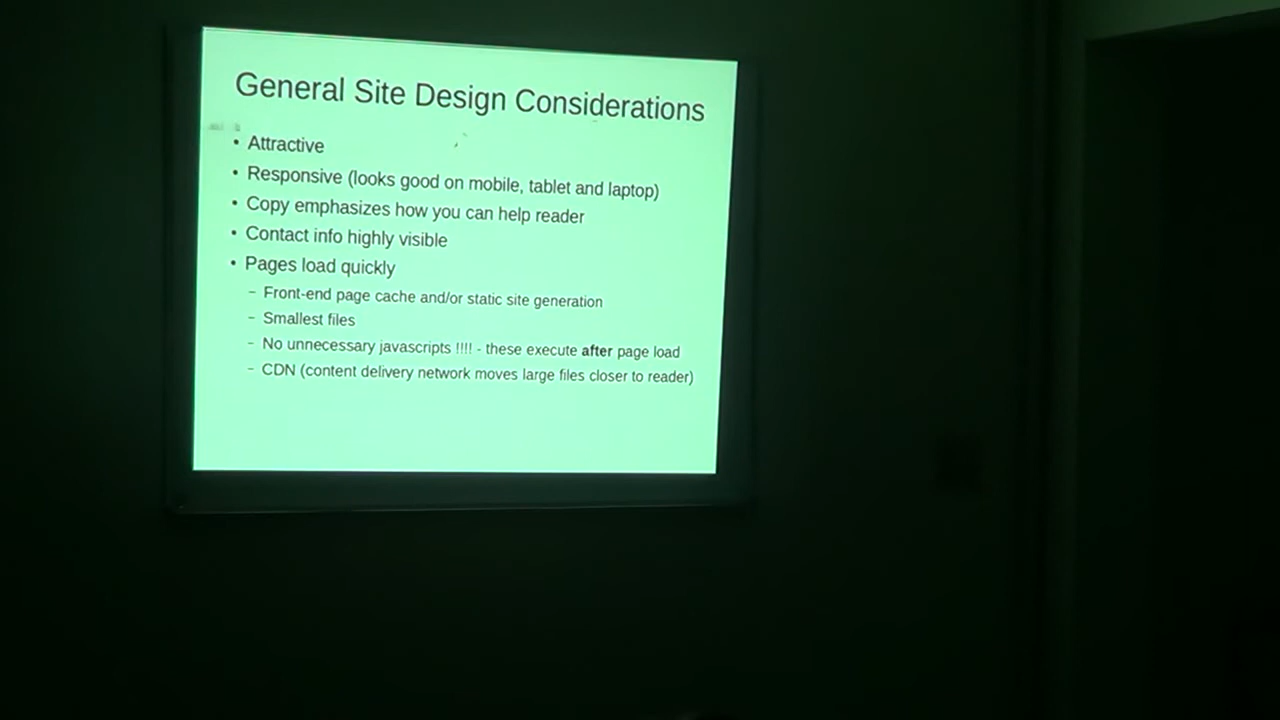 General Site Design Considerations
• Attractive
• Responsive (looks good on mobile, tablet and laptop)
• Copy emphasizes how you can help reader
• Contact info highly visible
• Pages load quickly
– Front-end page cache and/or static site generation
– Smallest files
– No unnecessary javascripts !!!! - these execute after page load
– CDN (content delivery network moves large files closer to reader)